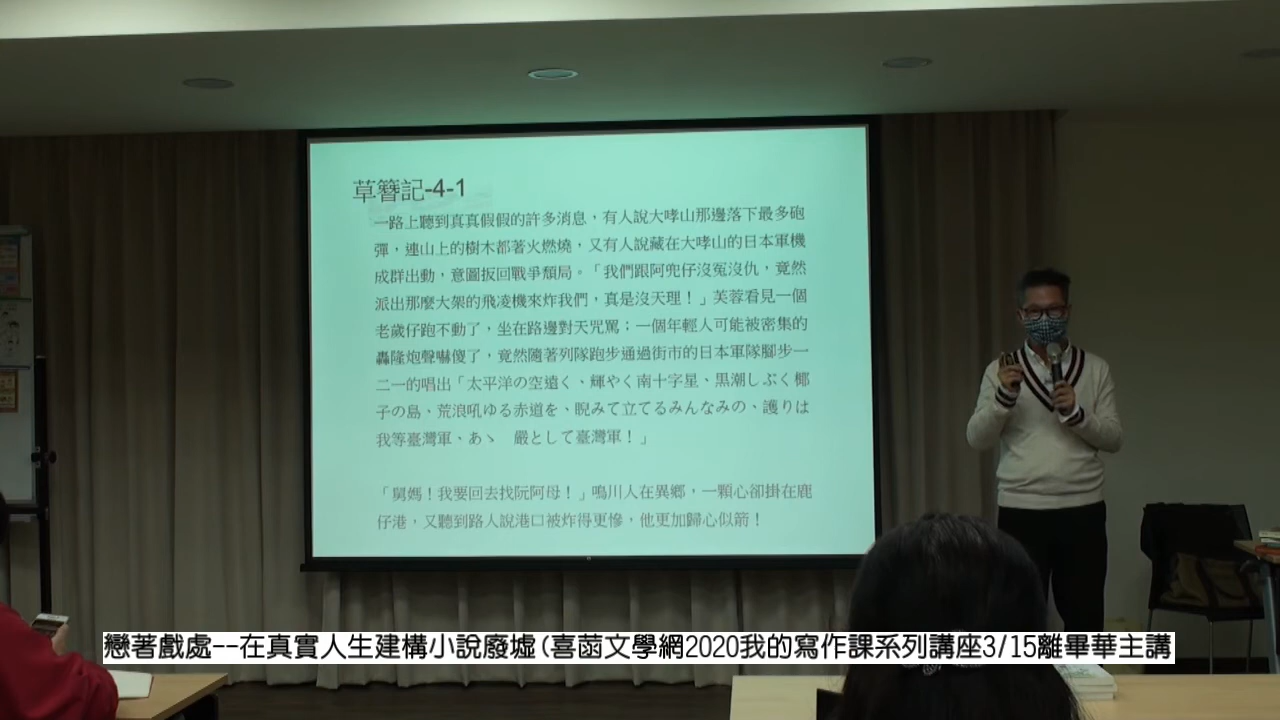 草簪記-4-1
一路上聽到真真假假的許多消息，有人說大哮山那邊落下最多砲
彈，連山上的樹木都著火燃燒，又有人說藏在大哮山的日本軍機
成群出動，意圖扳回戰爭頹局。「我們跟阿兜仔沒冤沒仇，竟然
派出那麼大架的飛凌機來炸我們，真是沒天理！」芙蓉看見一個
老歲仔跑不動了，坐在路邊對天咒罵；一個年輕人可能被密集的
轟隆炮聲嚇傻了，竟然隨著列隊跑步通過街市的日本軍隊腳步一
二一的唱出「太平洋の空遠く、輝やく南十字星、黒潮しぶく椰
子の島、荒浪吼ゆる赤道を、睨みて立てるみんなみの、護りは
我等臺灣軍、あゝ　嚴として臺灣軍！」
「舅媽！我要回去找阮阿母！」鳴川人在異鄉，一顆心卻掛在鹿
仔港，又聽到路人說港口被炸得更慘，他更加歸心似箭！
戀著戲處--在真實人生建構小說廢墟(喜菡文學網2020我的寫作課系列講座3/15離畢華主講